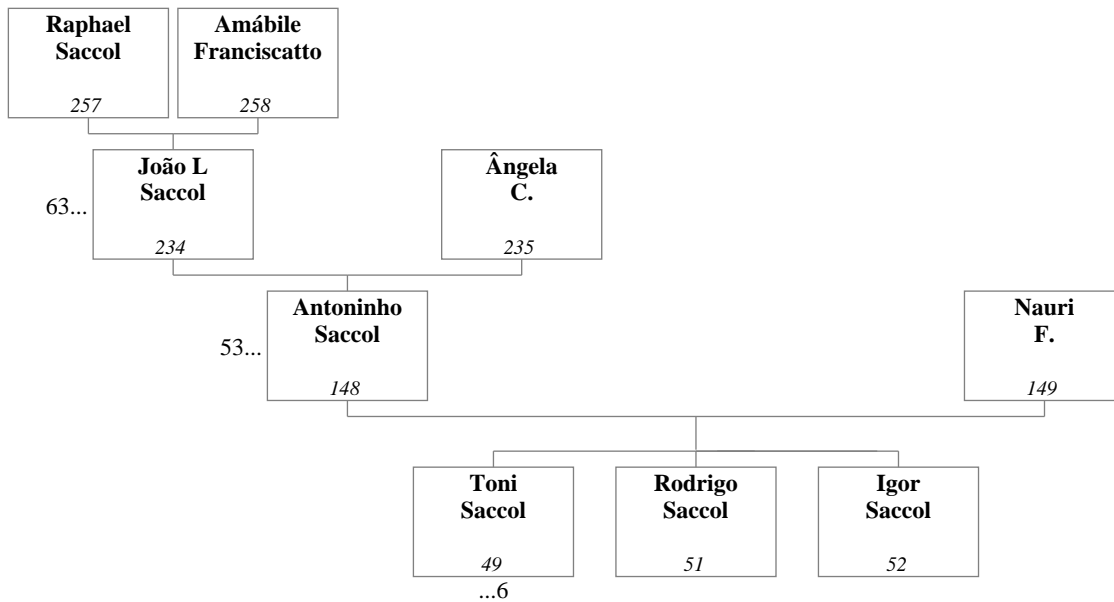 Raphael
Saccol
257
Amábile
Franciscatto
258
63...
João L
Saccol
234
Ângela
C.
235
53...
Antoninho
Saccol
148
Nauri
F.
149
Toni
Saccol
49
...6
Rodrigo
Saccol
51
Igor
Saccol
52